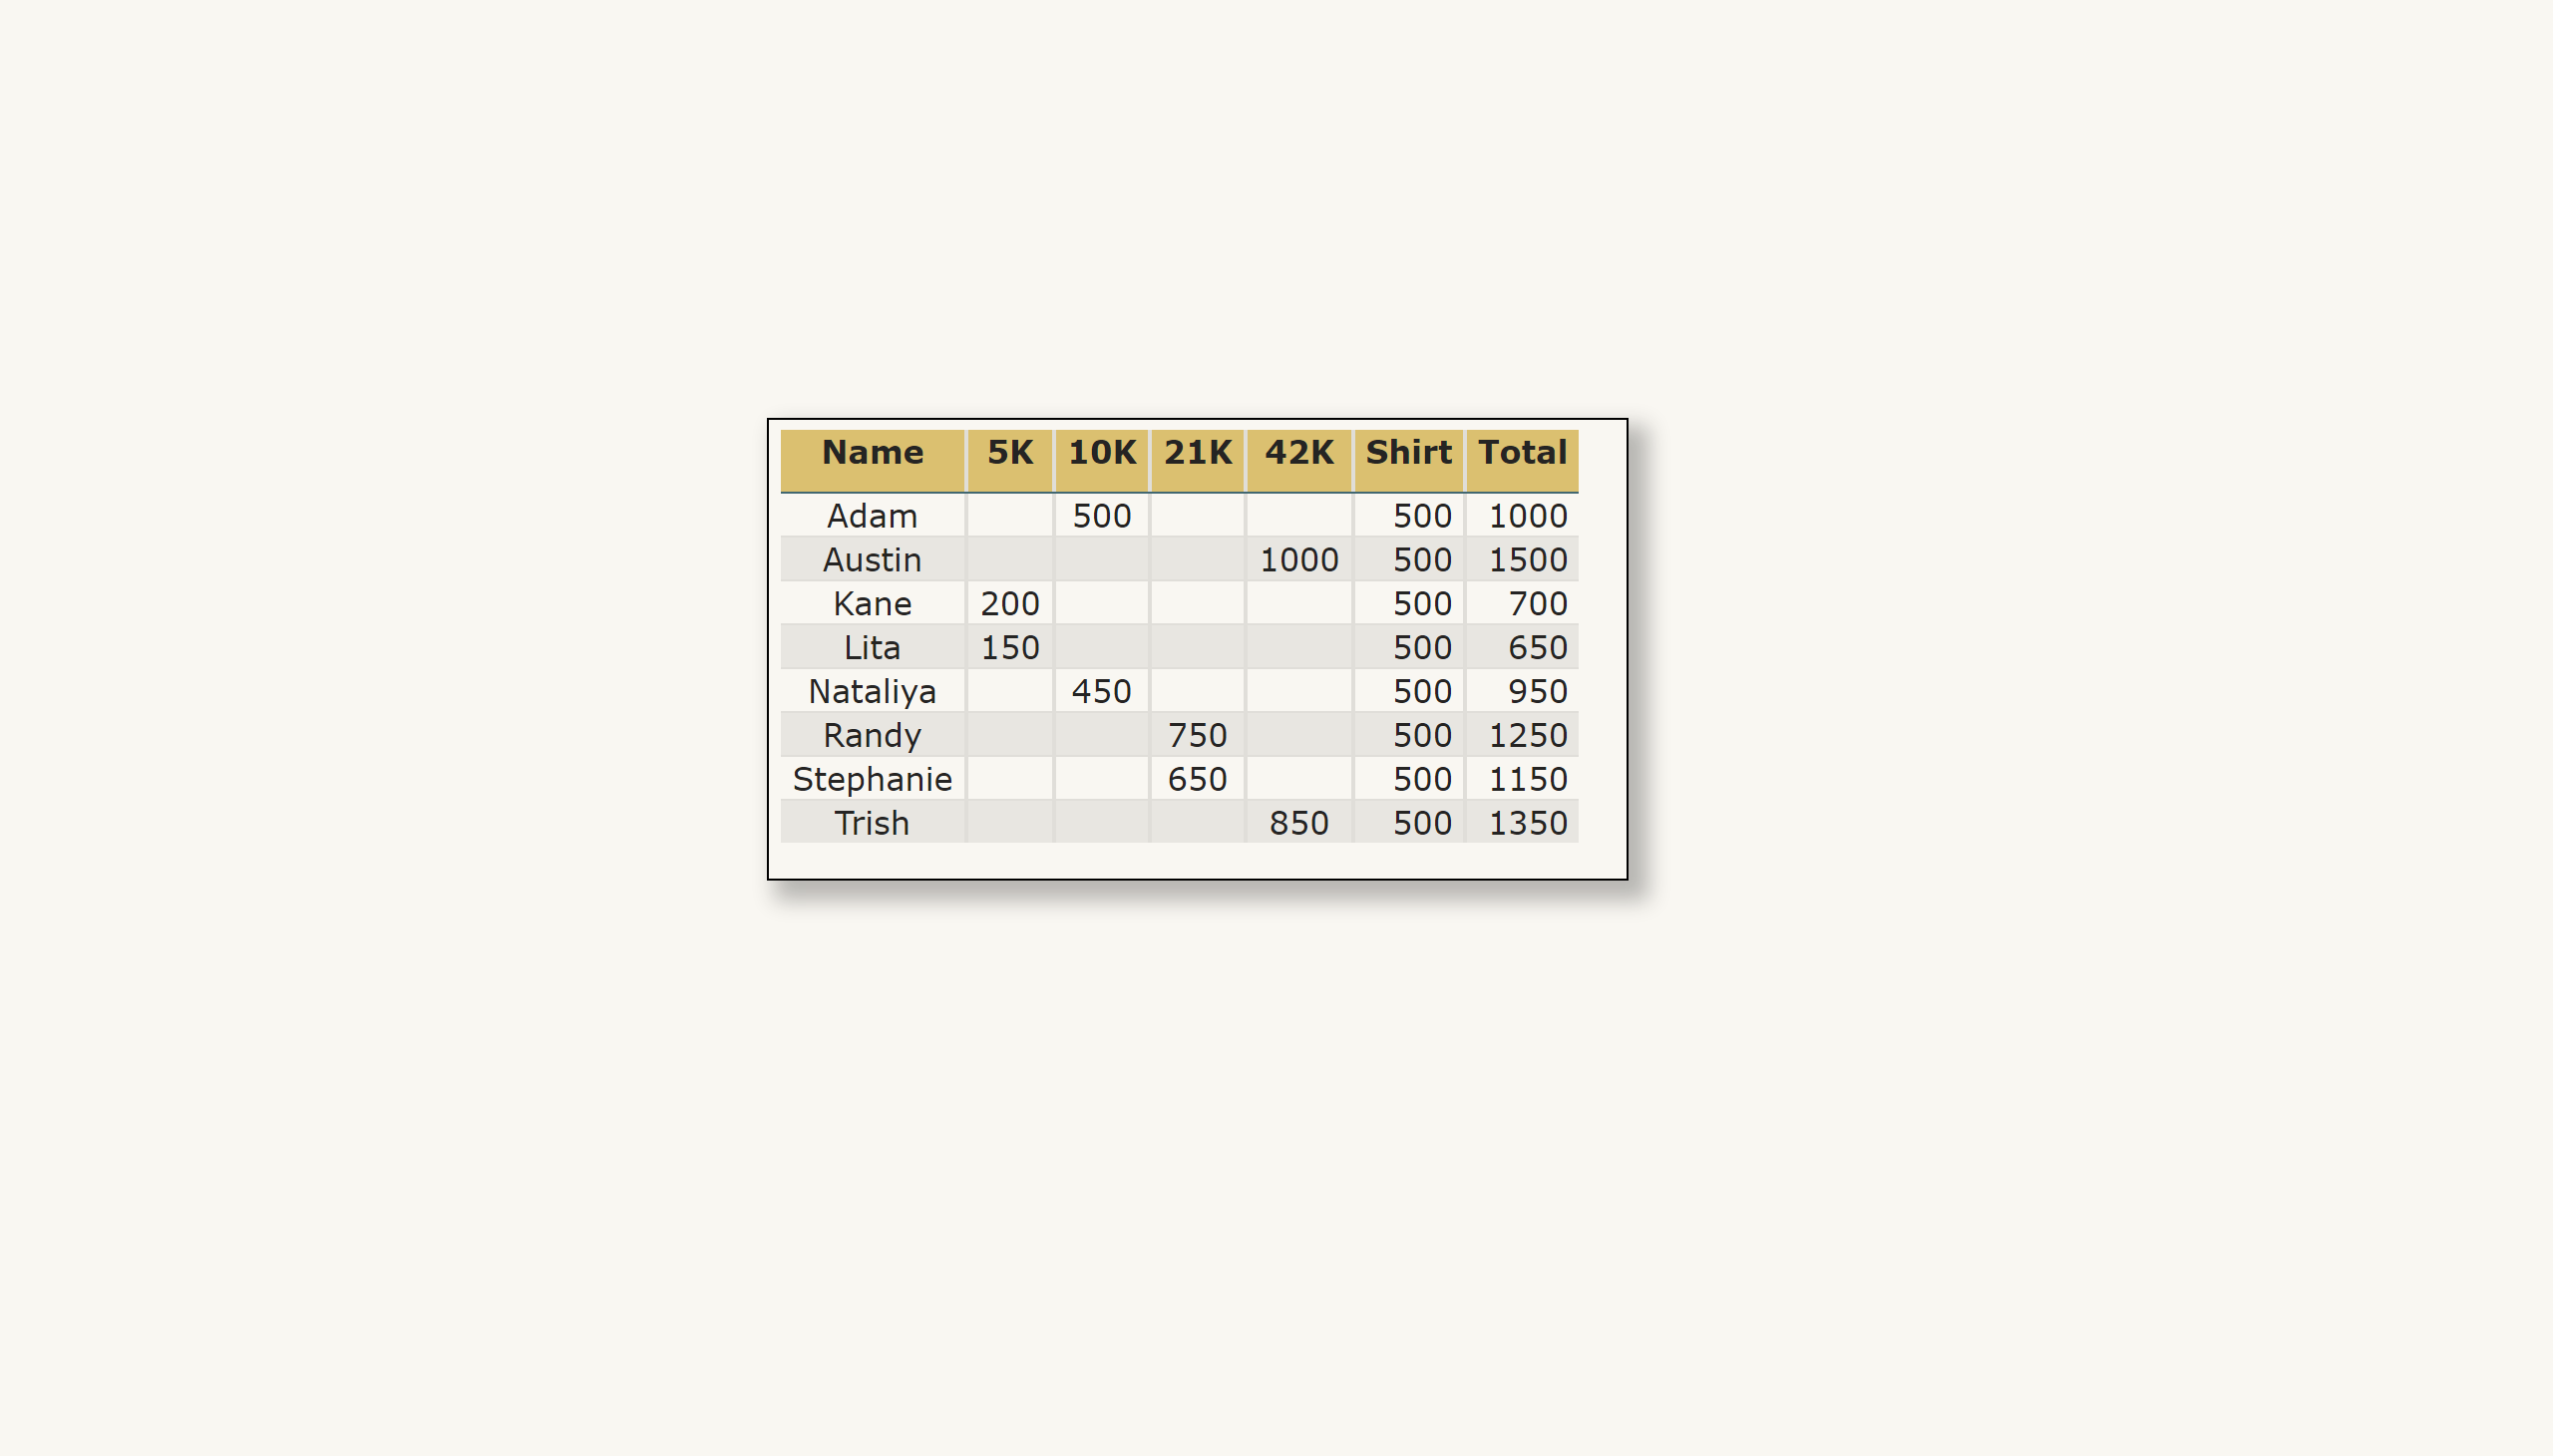 Name 5K 10K 21K 42K Shirt Total
Adam 500 500 1000
Austin 1000 500 1500
Kane 200 500 700
Lita 150 500 650
Nataliya 450 500 950
Randy 750 500 1250
Stephanie 650 500 1150
Trish 850 500 1350